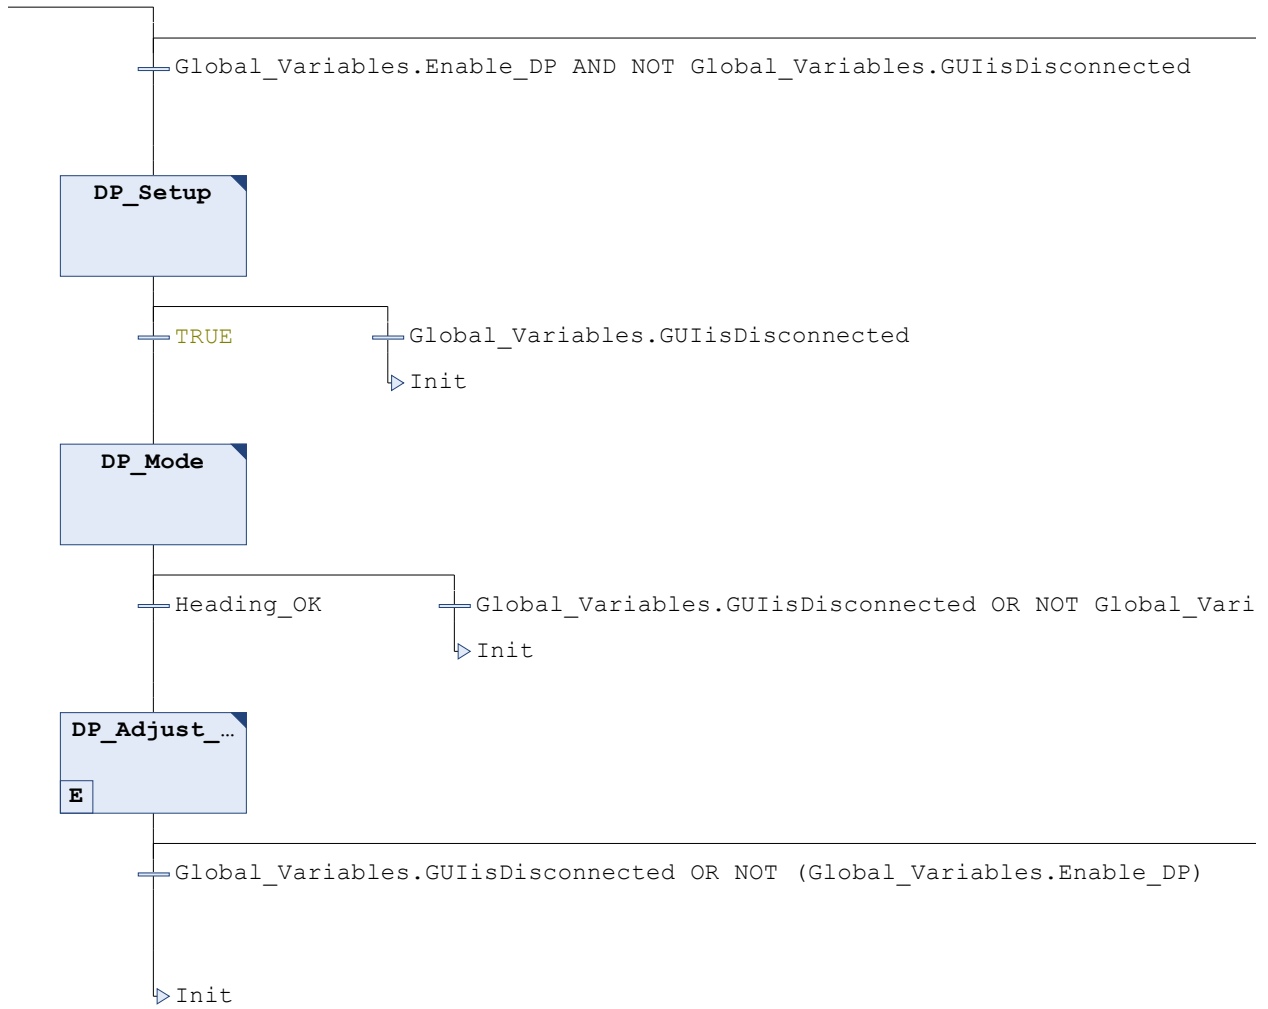 Global_Variables.Enable_DP AND NOT Global_Variables.GUIisDisconnected
DP_Setup
TRUE
Global_Variables.GUIisDisconnected
Init
DP_Mode
Heading_OK
Global_Variables.GUIisDisconnected OR NOT Global_Vari
Init
DP_Adjust_…
E
Global_Variables.GUIisDisconnected OR NOT (Global_Variables.Enable_DP)
Init